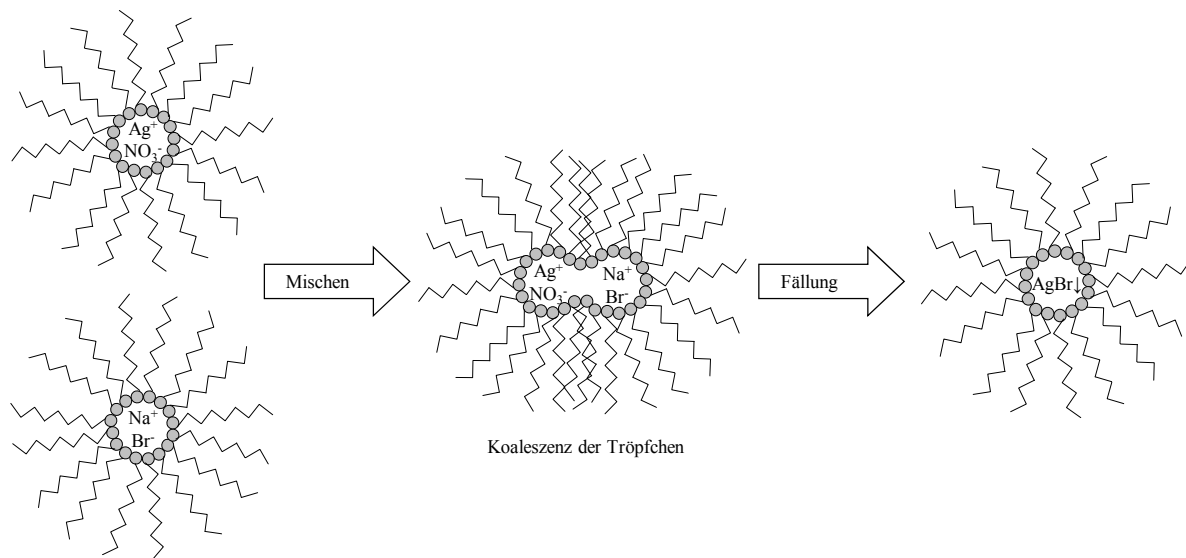 Ag⁺
NO₃⁻
Na⁺
Br⁻
Mischen
Ag⁺
NO₃⁻
Na⁺
Br⁻
Koaleszenz der Tröpfchen
Fällung
AgBr↓